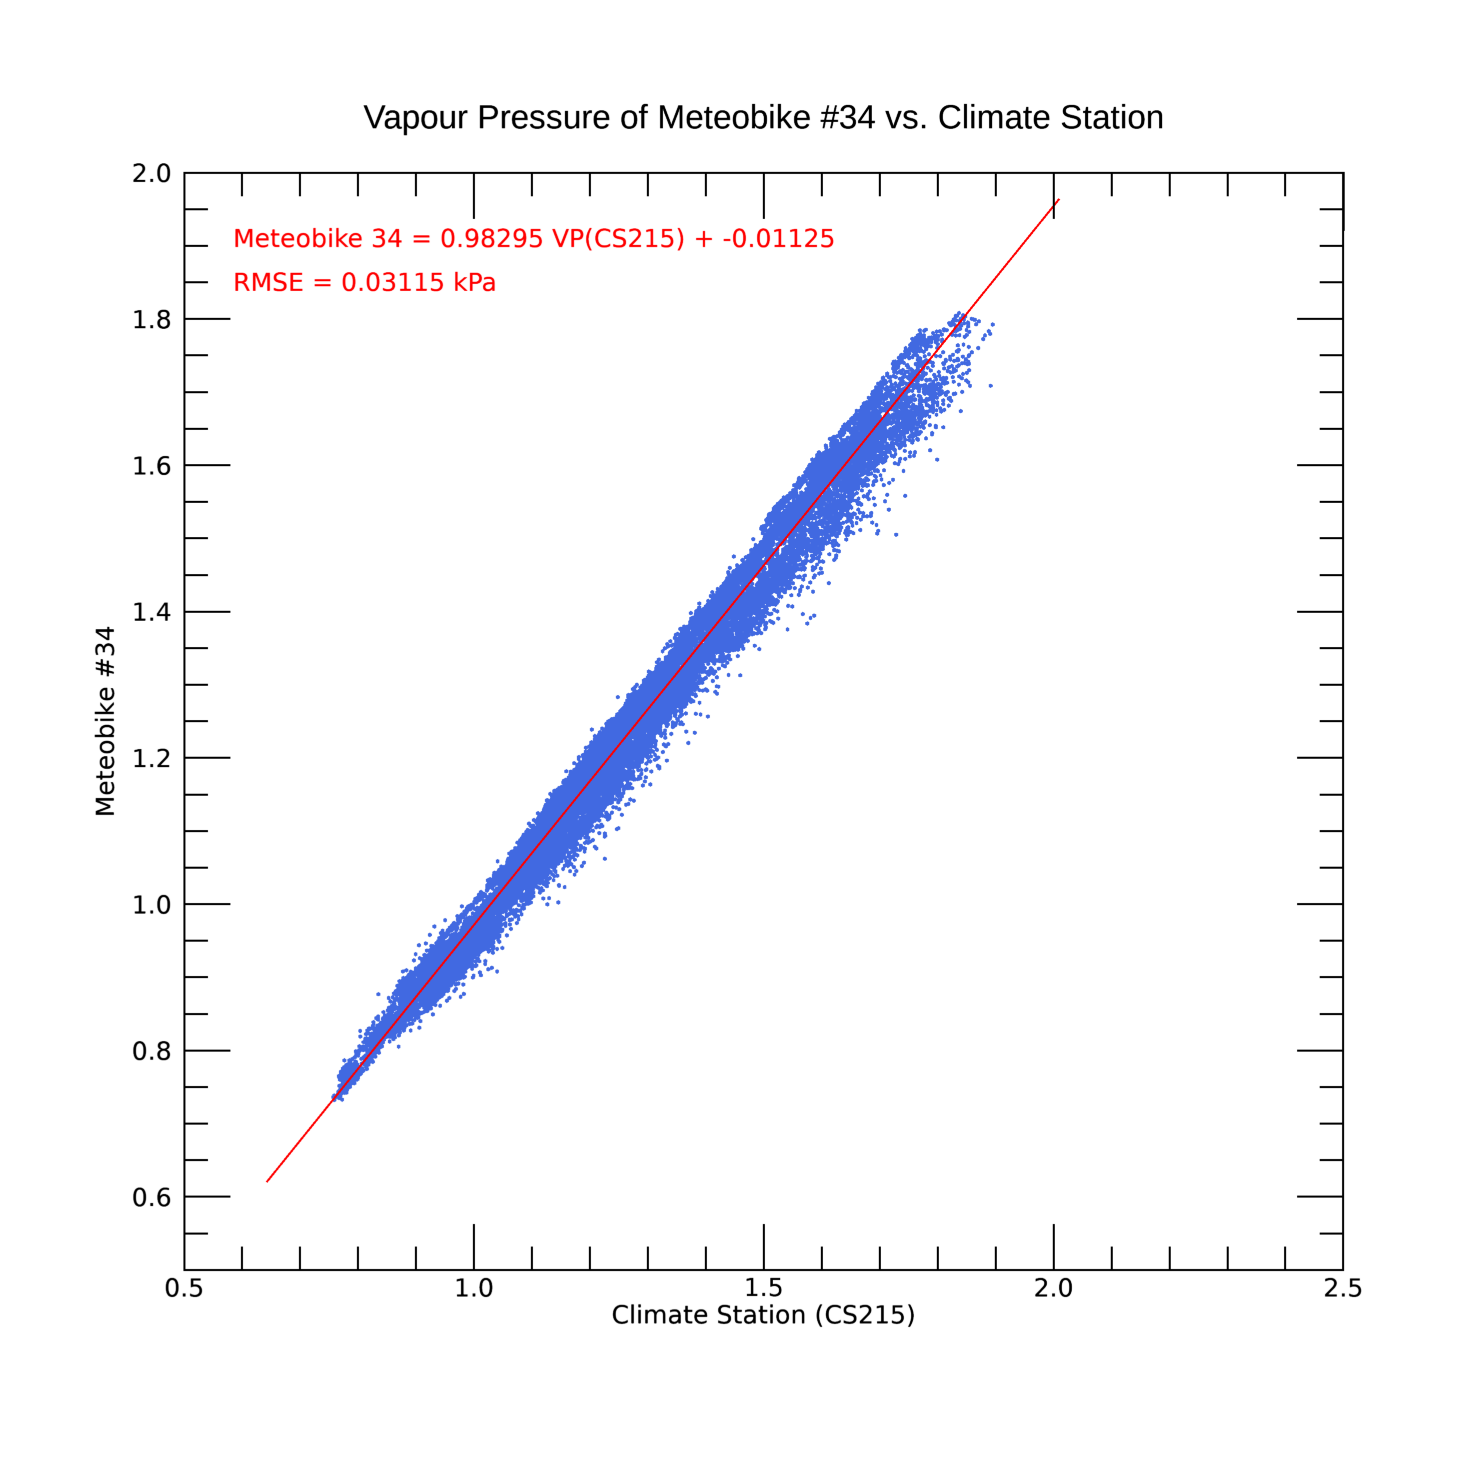 Vapour Pressure of Meteobike #34 vs. Climate Station
2.0
Meteobike 34 = 0.98295 VP(CS215) + -0.01125
RMSE = 0.03115 kPa
1.8
1.6
1.4
1.2
1.0
0.8
0.6
Meteobike #34
0.5 1.0 1.5 2.0 2.5
Climate Station (CS215)